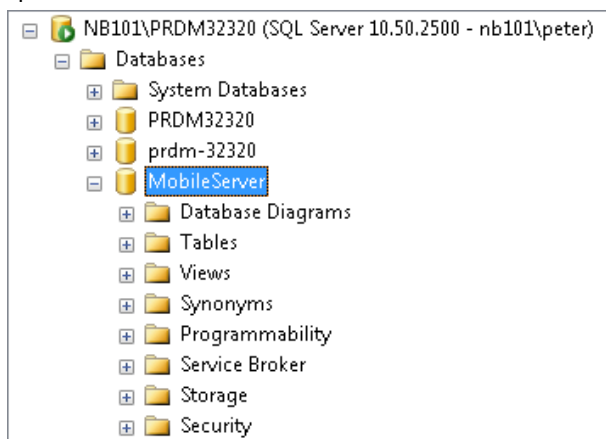 NB101\PRDM32320 (SQL Server 10.50.2500 - nb101\peter)
Databases
System Databases
PRDM32320
prdm-32320
MobileServer
Database Diagrams
Tables
Views
Synonyms
Programmability
Service Broker
Storage
Security